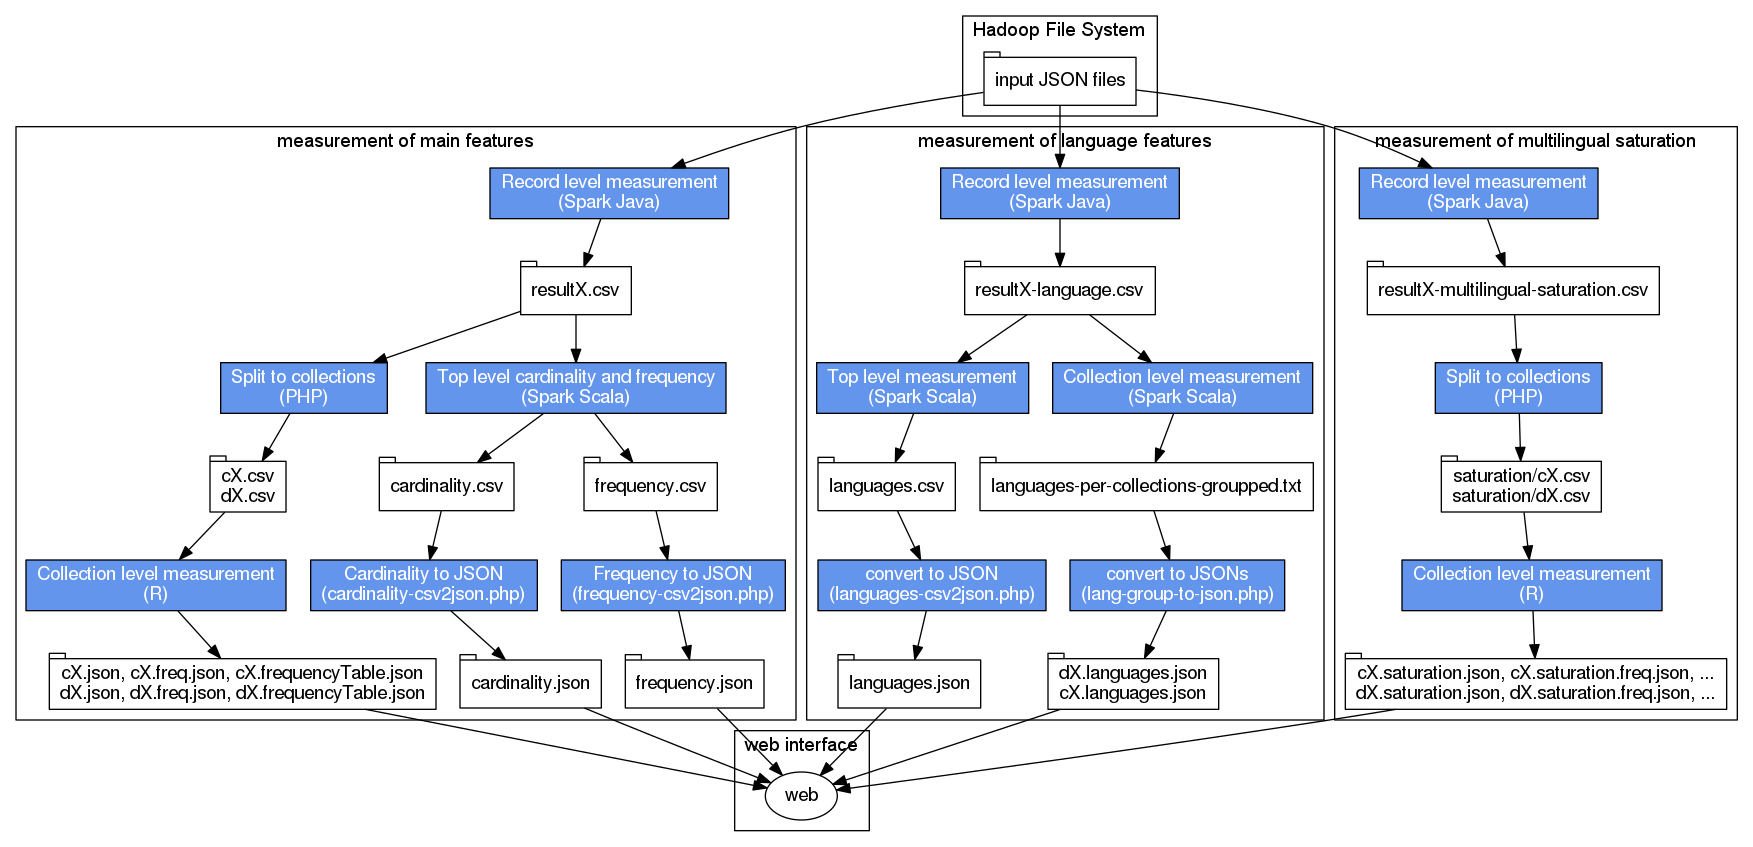 Hadoop File System
input JSON files
measurement of main features
measurement of language features
measurement of multilingual saturation
Record level measurement
(Spark Java)
Record level measurement
(Spark Java)
Record level measurement
(Spark Java)
resultX.csv
resultX-language.csv
resultX-multilingual-saturation.csv
Split to collections
(PHP)
Top level cardinality and frequency
(Spark Scala)
Top level measurement
(Spark Scala)
Collection level measurement
(Spark Scala)
Split to collections
(PHP)
cX.csv
dX.csv
cardinality.csv
frequency.csv
languages.csv
languages-per-collections-groupped.txt
saturation/cX.csv
saturation/dX.csv
Collection level measurement
(R)
Cardinality to JSON
(cardinality-csv2json.php)
Frequency to JSON
(frequency-csv2json.php)
convert to JSON
(languages-csv2json.php)
convert to JSONs
(lang-group-to-json.php)
Collection level measurement
(R)
cX.json, cX.freq.json, cX.frequencyTable.json
dX.json, dX.freq.json, dX.frequencyTable.json
cardinality.json
frequency.json
languages.json
dX.languages.json
cX.languages.json
cX.saturation.json, cX.saturation.freq.json, ...
dX.saturation.json, dX.saturation.freq.json, ...
web interface
web